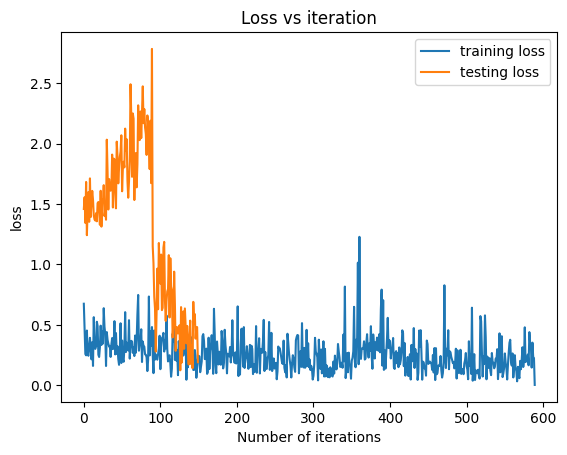 Loss vs iteration
training loss
testing loss
loss
2.5
2.0
1.5
1.0
0.5
0.0
0 100 200 300 400 500 600
Number of iterations